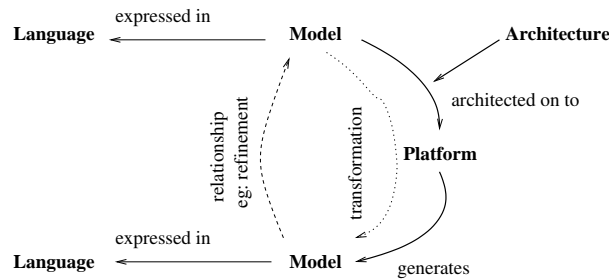 expressed in
Language Model Architecture
architected on to
relationship
eg: refinement
transformation
Platform
expressed in
Language Model
generates